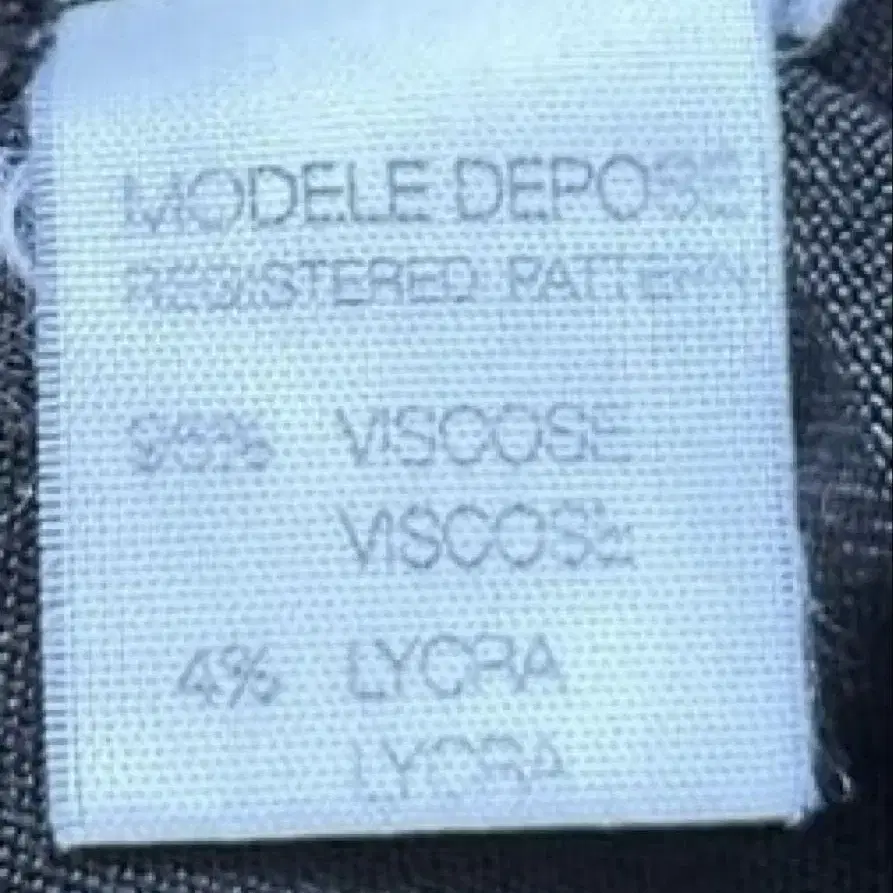 MODELE DEPOSE
REGISTERED PATTERN
96% VISCOSE
VISCOSE
4% LYCRA
LYCRA